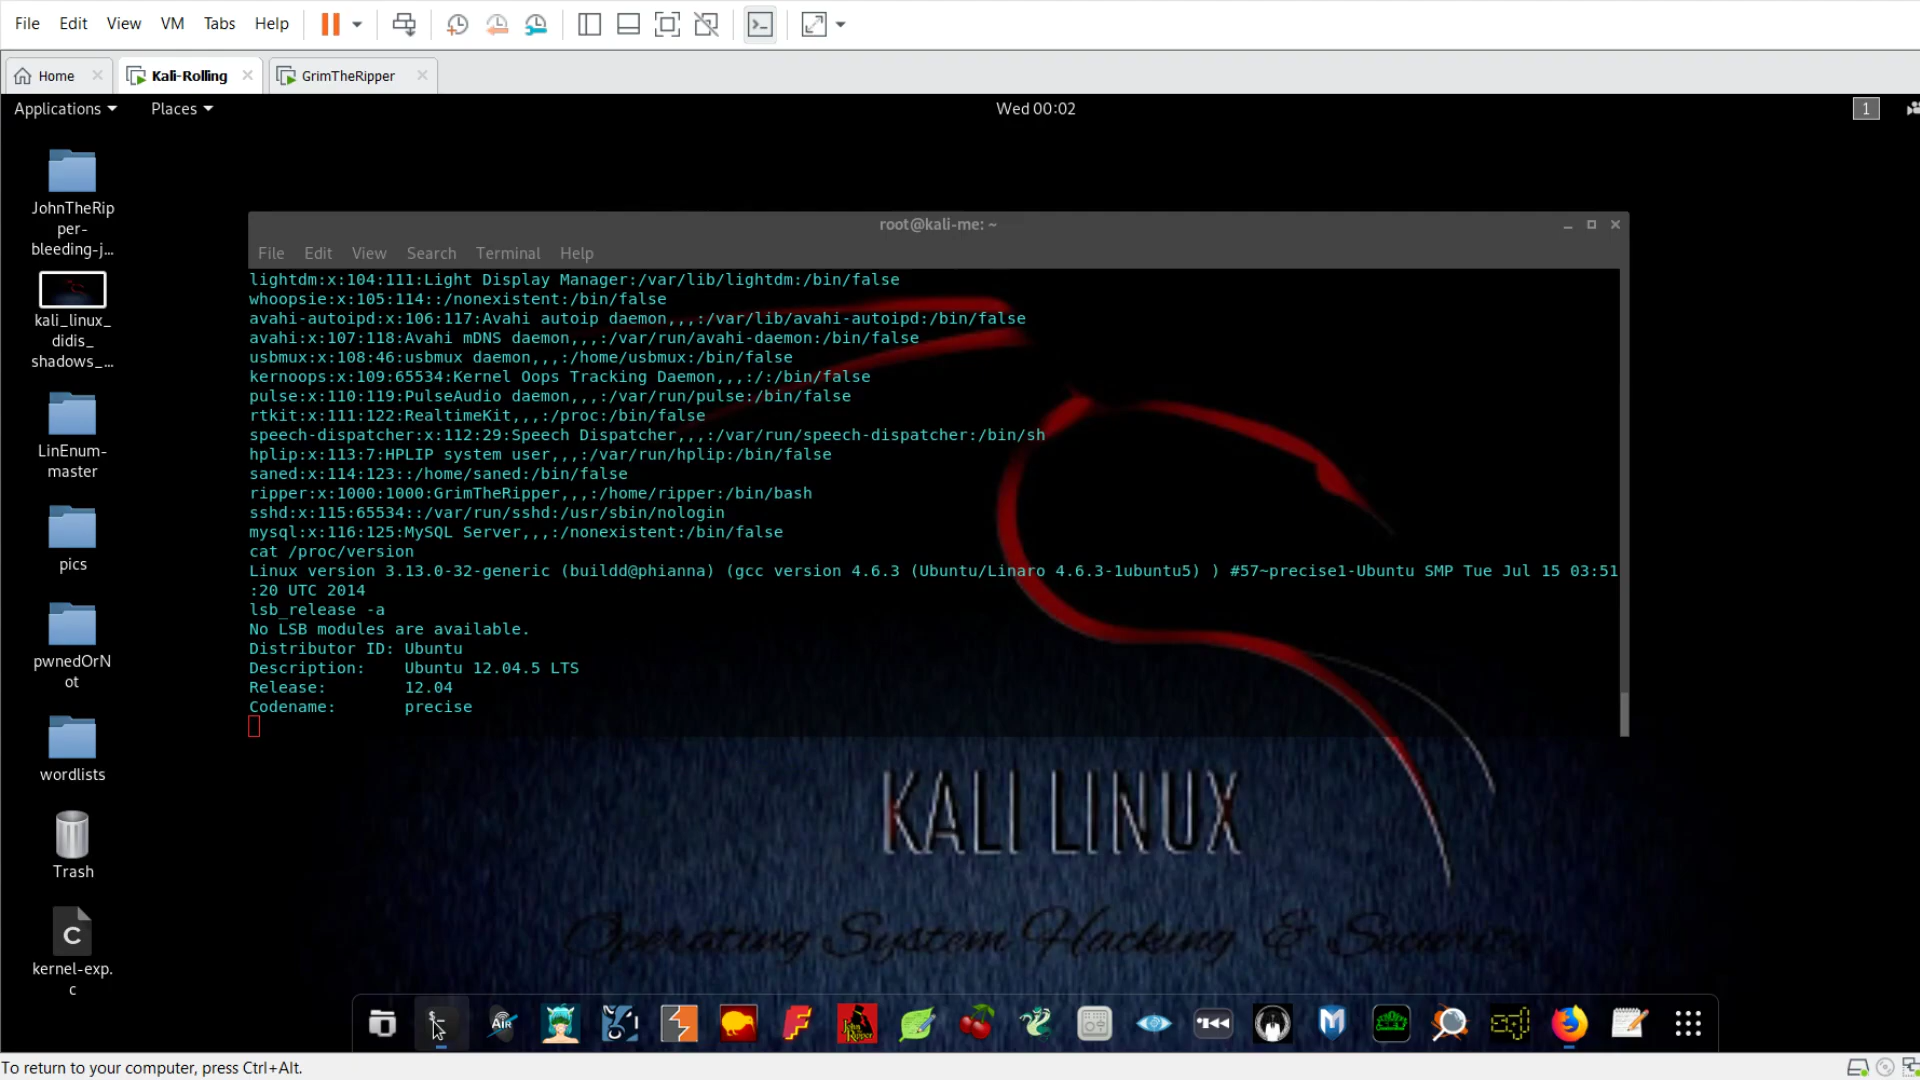 File Edit View VM Tabs Help
Home Kali-Rolling GrimTheRipper
Applications Places Wed 00:02 1
JohnTheRip
per-
bleeding-j...
kali_linux_
didis_
shadows_...
LinEnum-
master
pics
pwnedOrN
ot
wordlists
Trash
C
kernel-exp.
c
root@kali-me: ~
File Edit View Search Terminal Help
lightdm:x:104:111:Light Display Manager:/var/lib/lightdm:/bin/false
whoopsie:x:105:114::/nonexistent:/bin/false
avahi-autoipd:x:106:117:Avahi autoip daemon,,,:/var/lib/avahi-autoipd:/bin/false
avahi:x:107:118:Avahi mDNS daemon,,,:/var/run/avahi-daemon:/bin/false
usbmux:x:108:46:usbmux daemon,,,:/home/usbmux:/bin/false
kernoops:x:109:65534:Kernel Oops Tracking Daemon,,,:/:/bin/false
pulse:x:110:119:PulseAudio daemon,,,:/var/run/pulse:/bin/false
rtkit:x:111:122:RealtimeKit,,,:/proc:/bin/false
speech-dispatcher:x:112:29:Speech Dispatcher,,,:/var/run/speech-dispatcher:/bin/sh
hplip:x:113:7:HPLIP system user,,,:/var/run/hplip:/bin/false
saned:x:114:123::/home/saned:/bin/false
ripper:x:1000:1000:GrimTheRipper,,,:/home/ripper:/bin/bash
sshd:x:115:65534::/var/run/sshd:/usr/sbin/nologin
mysql:x:116:125:MySQL Server,,,:/nonexistent:/bin/false
cat /proc/version
Linux version 3.13.0-32-generic (buildd@phianna) (gcc version 4.6.3 (Ubuntu/Linaro 4.6.3-1ubuntu5) ) #57~precise1-Ubuntu SMP Tue Jul 15 03:51
:20 UTC 2014
lsb_release -a
No LSB modules are available.
Distributor ID: Ubuntu
Description: Ubuntu 12.04.5 LTS
Release: 12.04
Codename: precise
KALI LINUX
Operating System Hacking & Security
AIR
To return to your computer, press Ctrl+Alt.